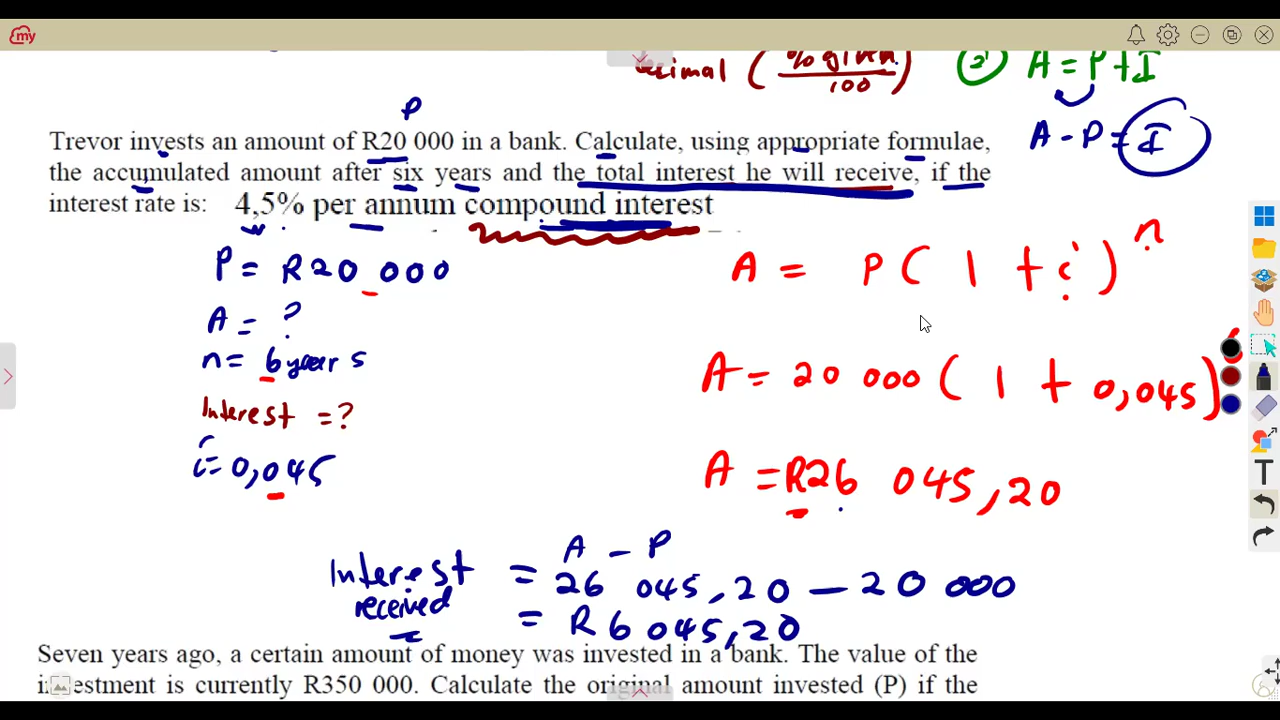 my
decimal ( % given / 100 ) ② A = P + I
A - P = I
P
Trevor invests an amount of R20 000 in a bank. Calculate, using appropriate formulae,
the accumulated amount after six years and the total interest he will receive, if the
interest rate is: 4,5% per annum compound interest
P = R20 000
A = ?
n = 6 years
Interest = ?
i = 0,045
A = P ( 1 + i )^n
A = 20 000 ( 1 + 0,045)
A = R26 045,20
A - P
Interest received = 26 045,20 - 20 000
= R6 045,20
Seven years ago, a certain amount of money was invested in a bank. The value of the
investment is currently R350 000. Calculate the original amount invested (P) if the